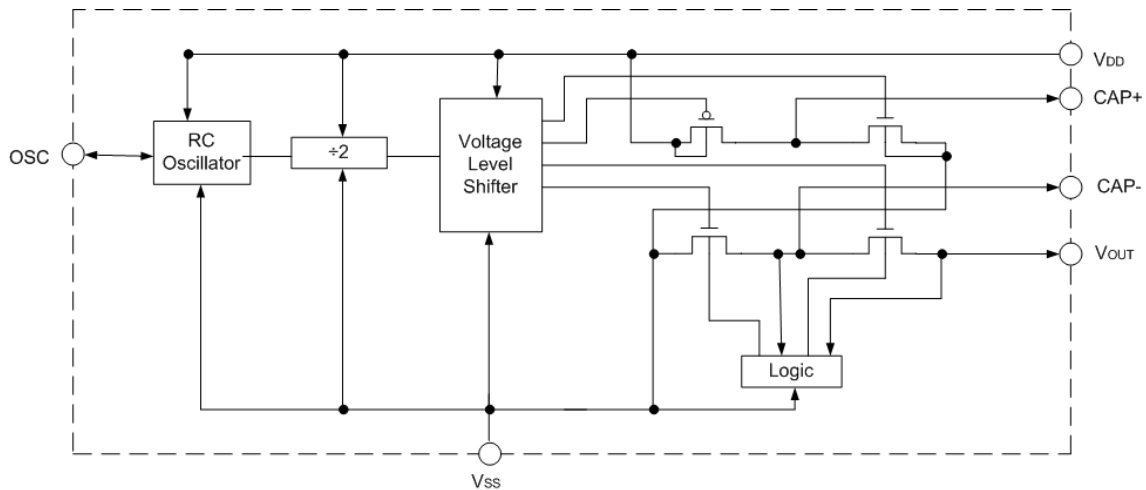 VDD
CAP+
RC
Oscillator
÷2
Voltage
Level
Shifter
OSC
CAP-
VOUT
Logic
VSS